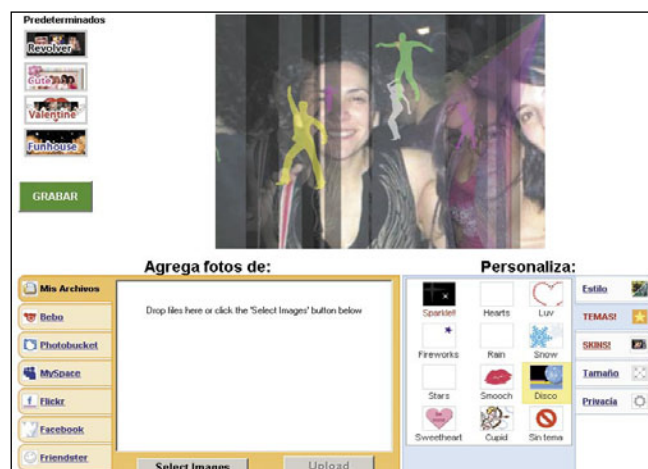 Predeterminados
Revolver
Cute
Valentine
Funhouse
GRABAR
Agrega fotos de:
Mis Archivos
Bebo
Photobucket
MySpace
Flickr
Facebook
Friendster
Drop files here or click the 'Select Images' button below
Select Images
Upload
Personaliza:
Sparkle!!
Hearts
Luv
Fireworks
Rain
Snow
Stars
Smooch
Disco
Sweetheart
Cupid
Sin tema
Estilo
TEMAS!
SKINS!
Tamaño
Privacia